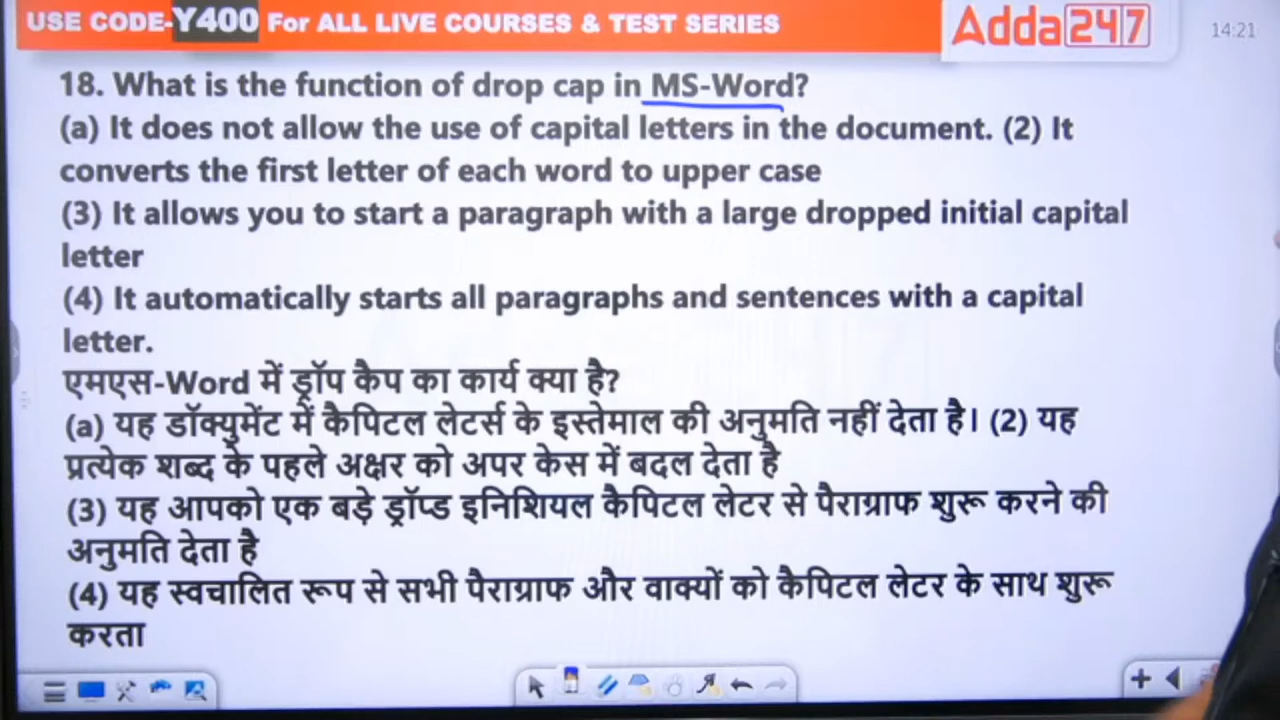 USE CODE-Y400 For ALL LIVE COURSES & TEST SERIES
Adda247
14:21
18. What is the function of drop cap in MS-Word?
(a) It does not allow the use of capital letters in the document. (2) It
converts the first letter of each word to upper case
(3) It allows you to start a paragraph with a large dropped initial capital
letter
(4) It automatically starts all paragraphs and sentences with a capital
letter.
एमएस-Word में ड्रॉप कैप का कार्य क्या है?
(a) यह डॉक्युमेंट में कैपिटल लेटर्स के इस्तेमाल की अनुमति नहीं देता है। (2) यह
प्रत्येक शब्द के पहले अक्षर को अपर केस में बदल देता है
(3) यह आपको एक बड़े ड्रॉप्ड इनिशियल कैपिटल लेटर से पैराग्राफ शुरू करने की
अनुमति देता है
(4) यह स्वचालित रूप से सभी पैराग्राफ और वाक्यों को कैपिटल लेटर के साथ शुरू
करता